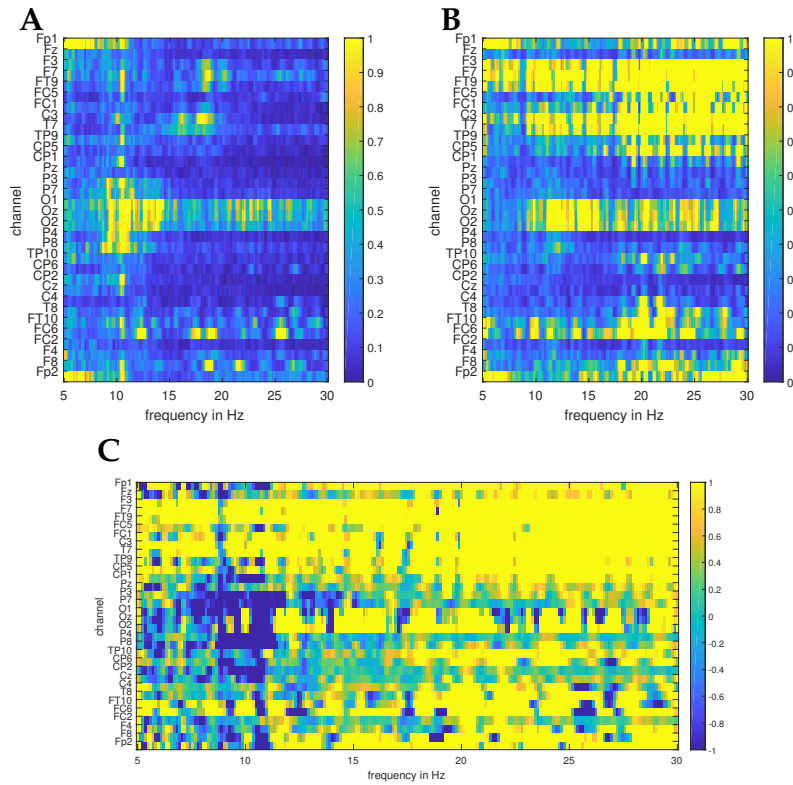 A
Fp1
Fz
F3
F7
FT9
FC5
FC1
C3
T7
TP9
CP5
CP1
Pz
P3
P7
O1
Oz
O2
P4
P8
TP10
CP6
CP2
Cz
C4
T8
FT10
FC6
FC2
F4
F8
Fp2
channel
5 10 15 20 25 30
frequency in Hz
1
0.9
0.8
0.7
0.6
0.5
0.4
0.3
0.2
0.1
0
B
Fp1
Fz
F3
F7
FT9
FC5
FC1
C3
T7
TP9
CP5
CP1
Pz
P3
P7
O1
Oz
O2
P4
P8
TP10
CP6
CP2
Cz
C4
T8
FT10
FC6
FC2
F4
F8
Fp2
channel
5 10 15 20 25 30
frequency in Hz
1
0
C
Fp1
Fz
F3
F7
FT9
FC5
FC1
C3
T7
TP9
CP5
CP1
Pz
P3
P7
O1
Oz
O2
P4
P8
TP10
CP6
CP2
Cz
C4
T8
FT10
FC6
FC2
F4
F8
Fp2
channel
5 10 15 20 25 30
frequency in Hz
1
0.8
0.6
0.4
0.2
0
-0.2
-0.4
-0.6
-0.8
-1